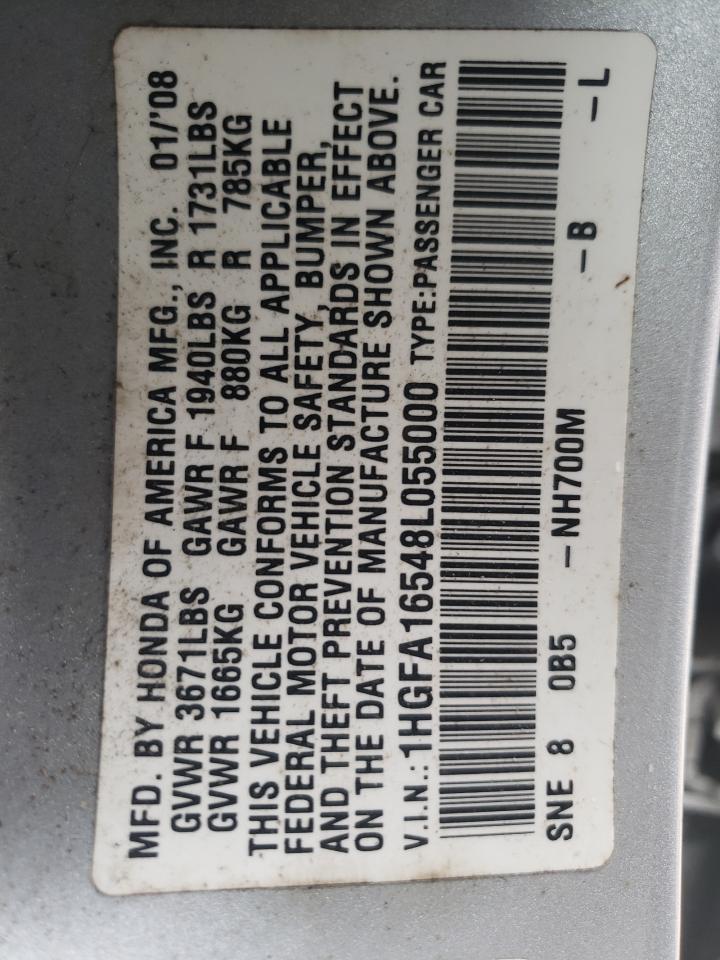 MFD. BY HONDA OF AMERICA MFG., INC. 01/'08
GVWR 3671LBS GAWR F 1940LBS R 1731LBS
GVWR 1665KG GAWR F 880KG R 785KG
THIS VEHICLE CONFORMS TO ALL APPLICABLE
FEDERAL MOTOR VEHICLE SAFETY, BUMPER,
AND THEFT PREVENTION STANDARDS IN EFFECT
ON THE DATE OF MANUFACTURE SHOWN ABOVE.
V.I.N.: 1HGFA16548L055000 TYPE:PASSENGER CAR
SNE 8 0B5 – NH700M – B – L